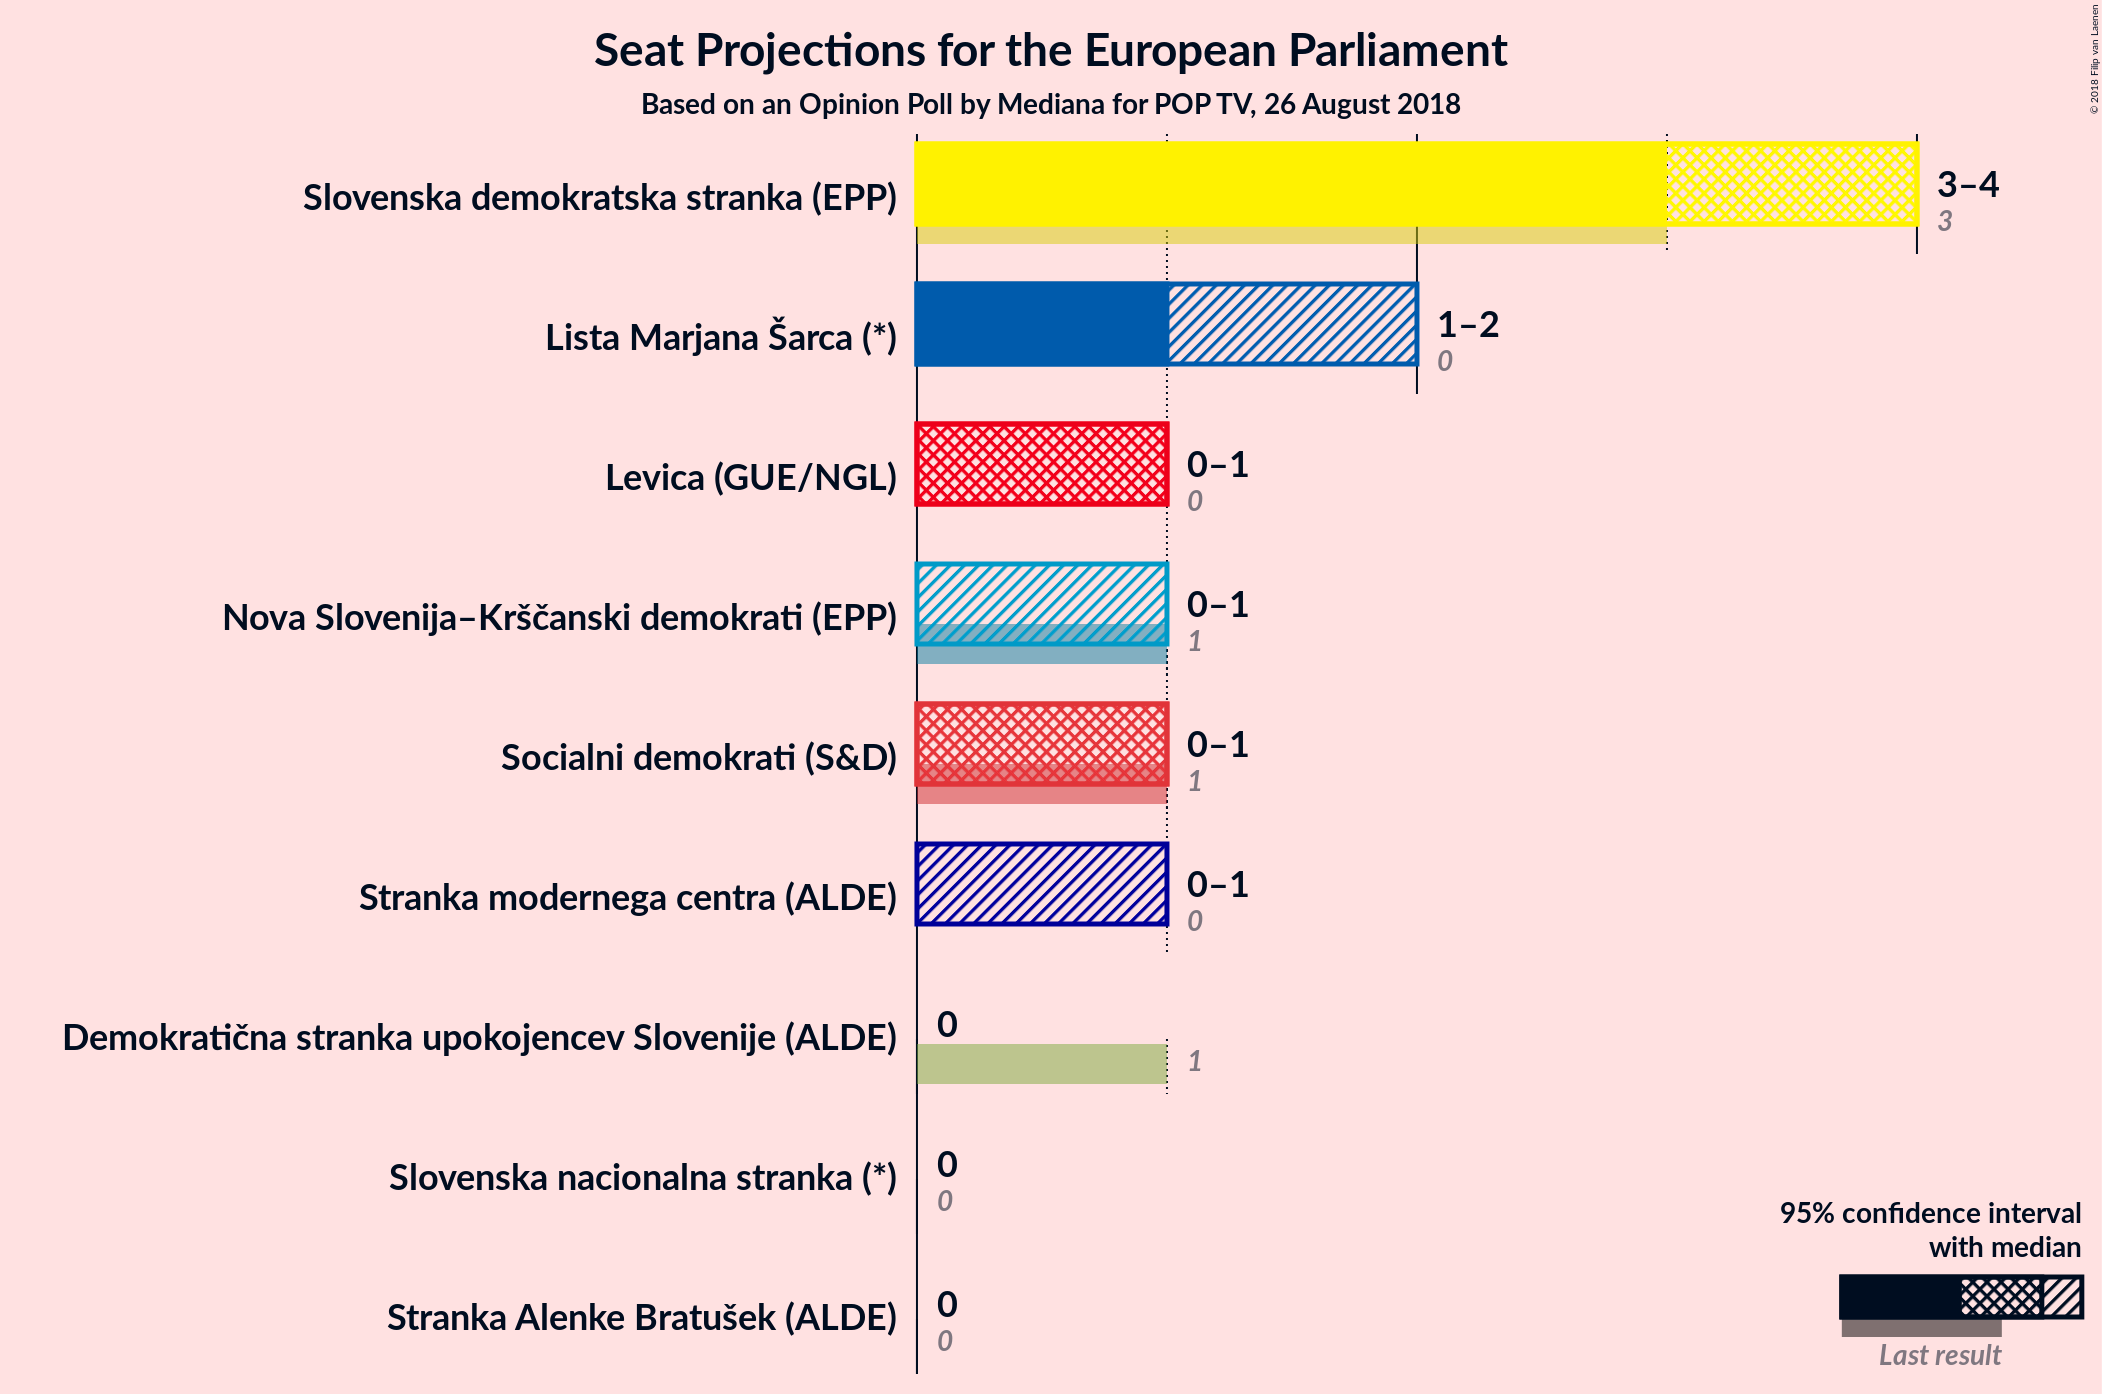 Seat Projections for the European Parliament
Based on an Opinion Poll by Mediana for POP TV, 26 August 2018
© 2018 Filip van Laenen
Slovenska demokratska stranka (EPP)
3–4
3
Lista Marjana Šarca (*)
1–2
0
Levica (GUE/NGL)
0–1
0
Nova Slovenija–Krščanski demokrati (EPP)
0–1
1
Socialni demokrati (S&D)
0–1
1
Stranka modernega centra (ALDE)
0–1
0
Demokratična stranka upokojencev Slovenije (ALDE)
0
1
Slovenska nacionalna stranka (*)
0
0
Stranka Alenke Bratušek (ALDE)
0
0
95% confidence interval
with median
Last result